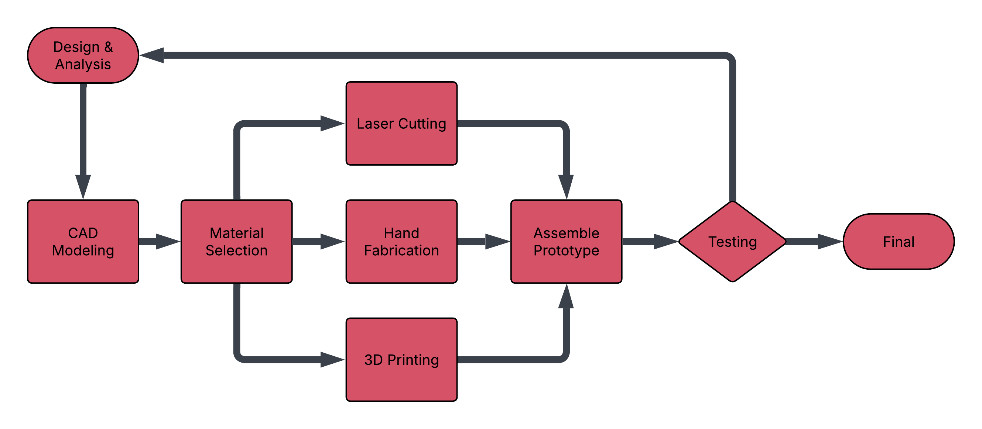 Design &
Analysis
Laser Cutting
CAD
Modeling
Material
Selection
Hand
Fabrication
Assemble
Prototype
Testing
Final
3D Printing